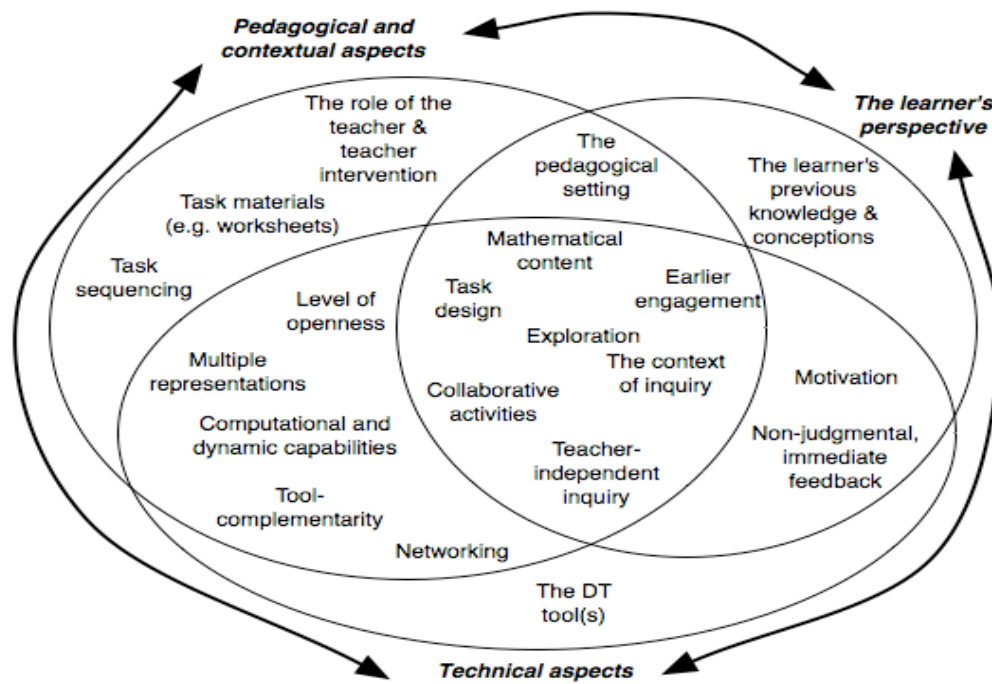 Pedagogical and
contextual aspects
The learner's
perspective
The role of the
teacher &
teacher
intervention
The
pedagogical
setting
The learner's
previous
knowledge &
conceptions
Task materials
(e.g. worksheets)
Task
sequencing
Mathematical
content
Level of
openness
Task
design
Earlier
engagement
Exploration
Multiple
representations
The context
of inquiry
Motivation
Collaborative
activities
Computational and
dynamic capabilities
Non-judgmental,
immediate
feedback
Teacher-
independent
inquiry
Tool-
complementarity
Networking
The DT
tool(s)
Technical aspects